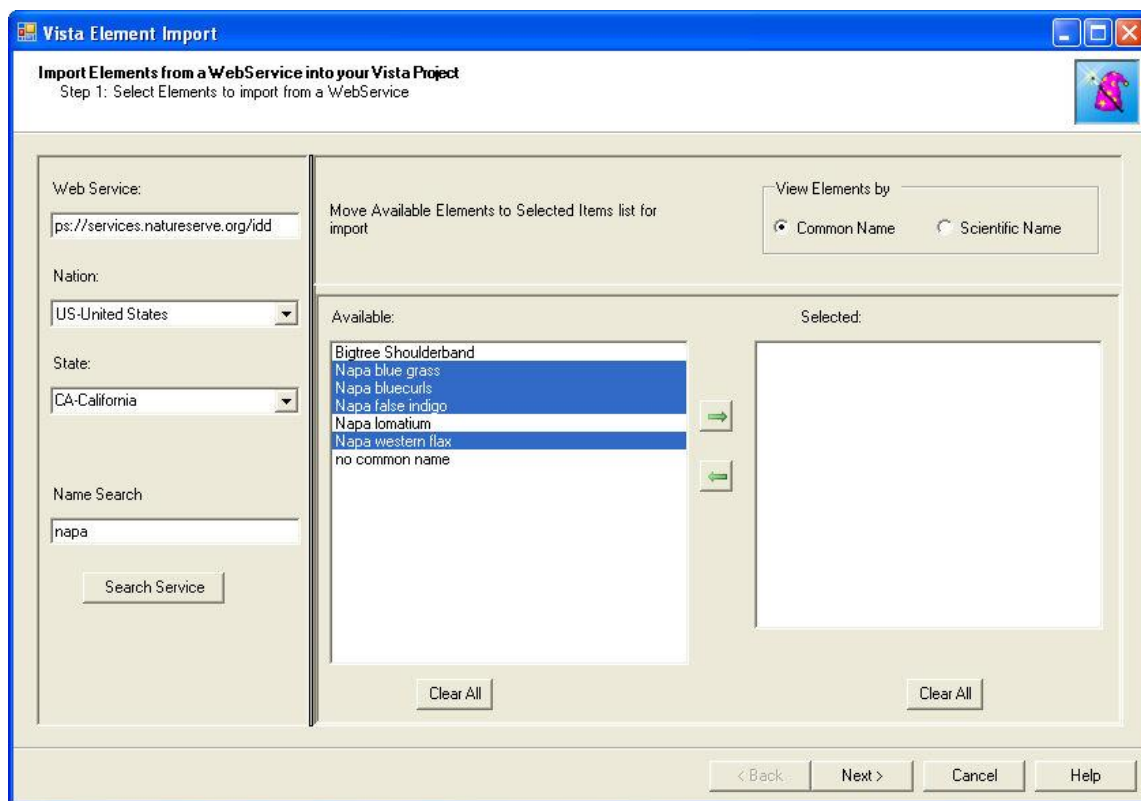 Vista Element Import
Import Elements from a WebService into your Vista Project
Step 1: Select Elements to import from a WebService
Web Service:
ps://services.natureserve.org/idd
Nation:
US-United States
State:
CA-California
Name Search
napa
Search Service
Move Available Elements to Selected Items list for
import
View Elements by
Common Name
Scientific Name
Available:
Bigtree Shoulderband
Napa blue grass
Napa bluecurls
Napa false indigo
Napa lomatium
Napa western flax
no common name
Clear All
Selected:
Clear All
< Back
Next >
Cancel
Help